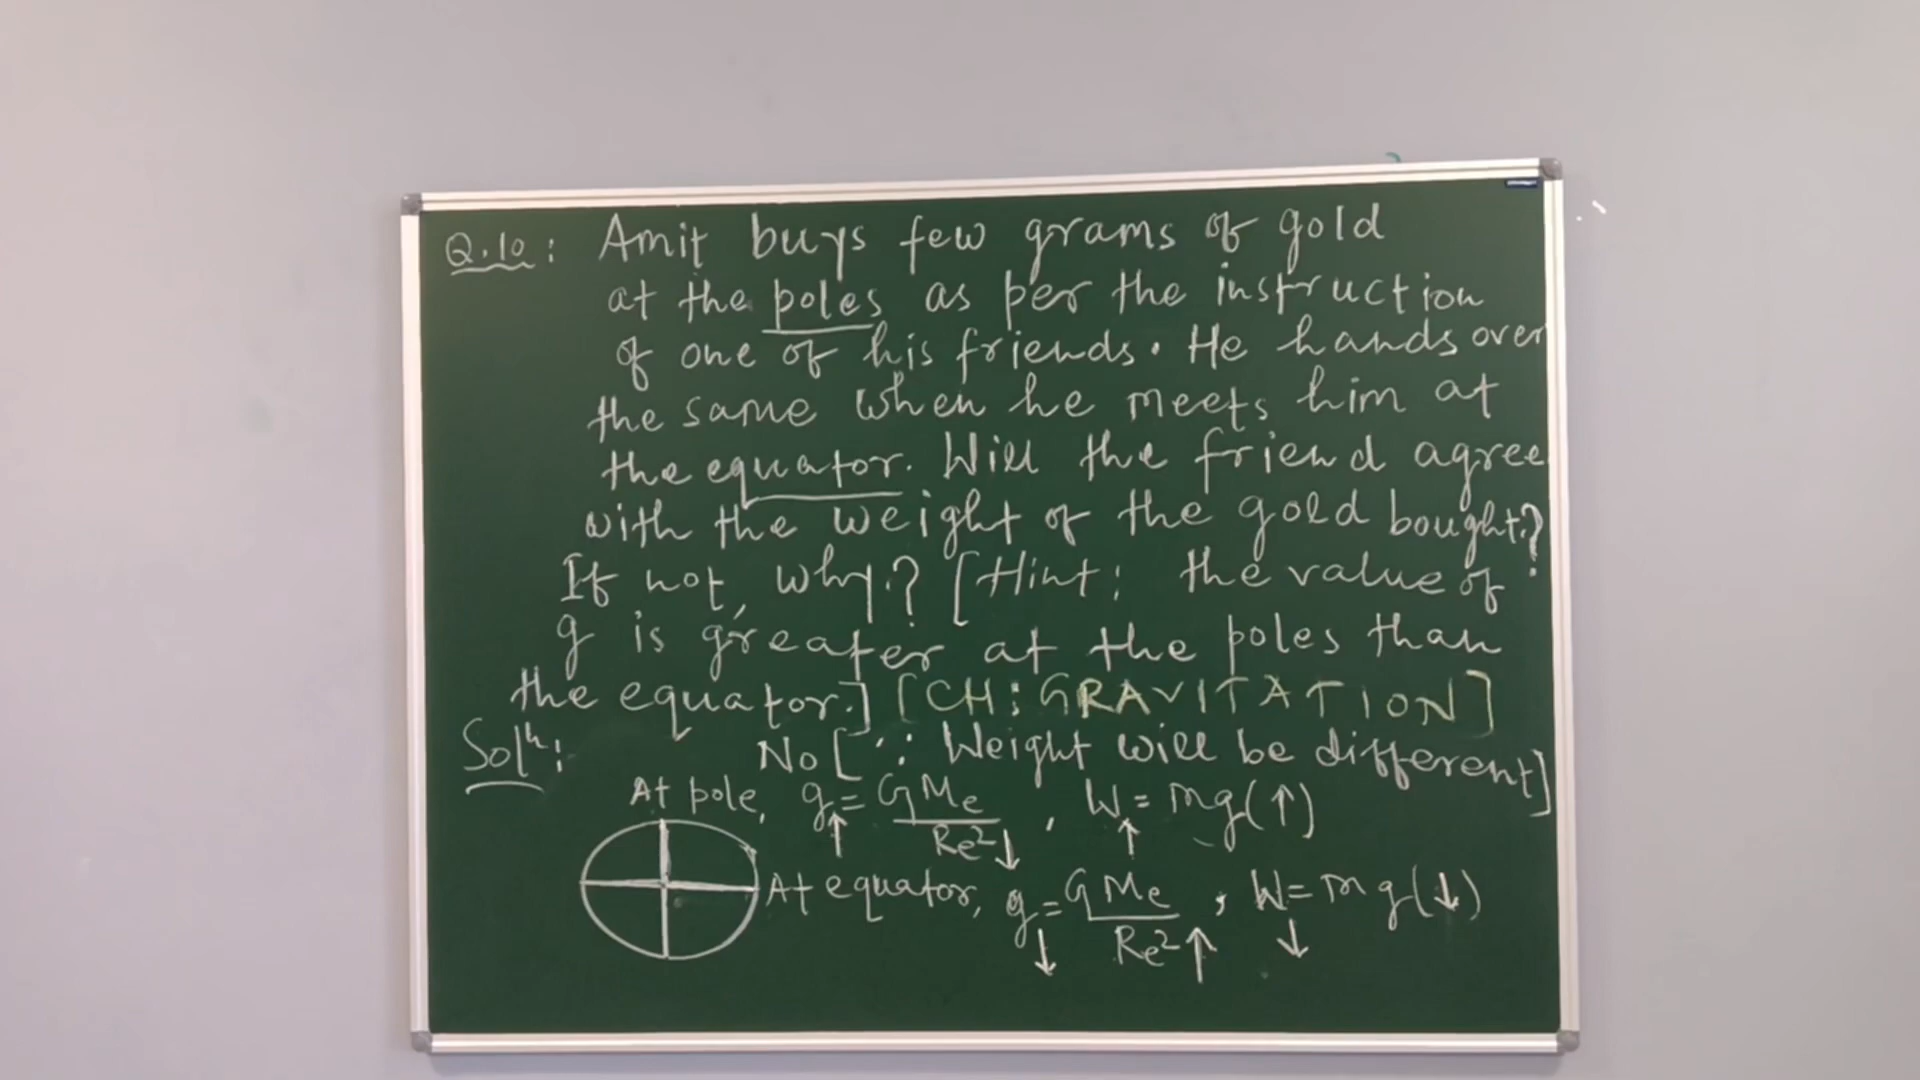 Q.10: Amit buys few grams of gold
at the poles as per the instruction
of one of his friends. He hands over
the same when he meets him at
the equator. Will the friend agree
with the weight of the gold bought?
If not, why? [Hint: the value of
g is greater at the poles than
the equator.] [CH: GRAVITATION]
Solⁿ: No [∵ Weight will be different]
At pole, g↑ = GMe/Re²↓, W↑ = mg(↑)
At equator, g↓ = GMe/Re²↑, W↓ = mg(↓)